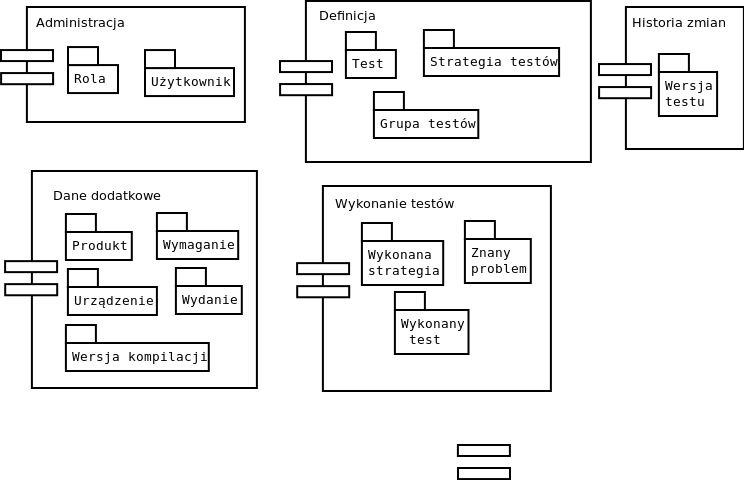 Administracja
Rola
Użytkownik
Definicja
Test
Strategia testów
Grupa testów
Historia zmian
Wersja
testu
Dane dodatkowe
Produkt
Wymaganie
Urządzenie
Wydanie
Wersja kompilacji
Wykonanie testów
Wykonana
strategia
Znany
problem
Wykonany
test